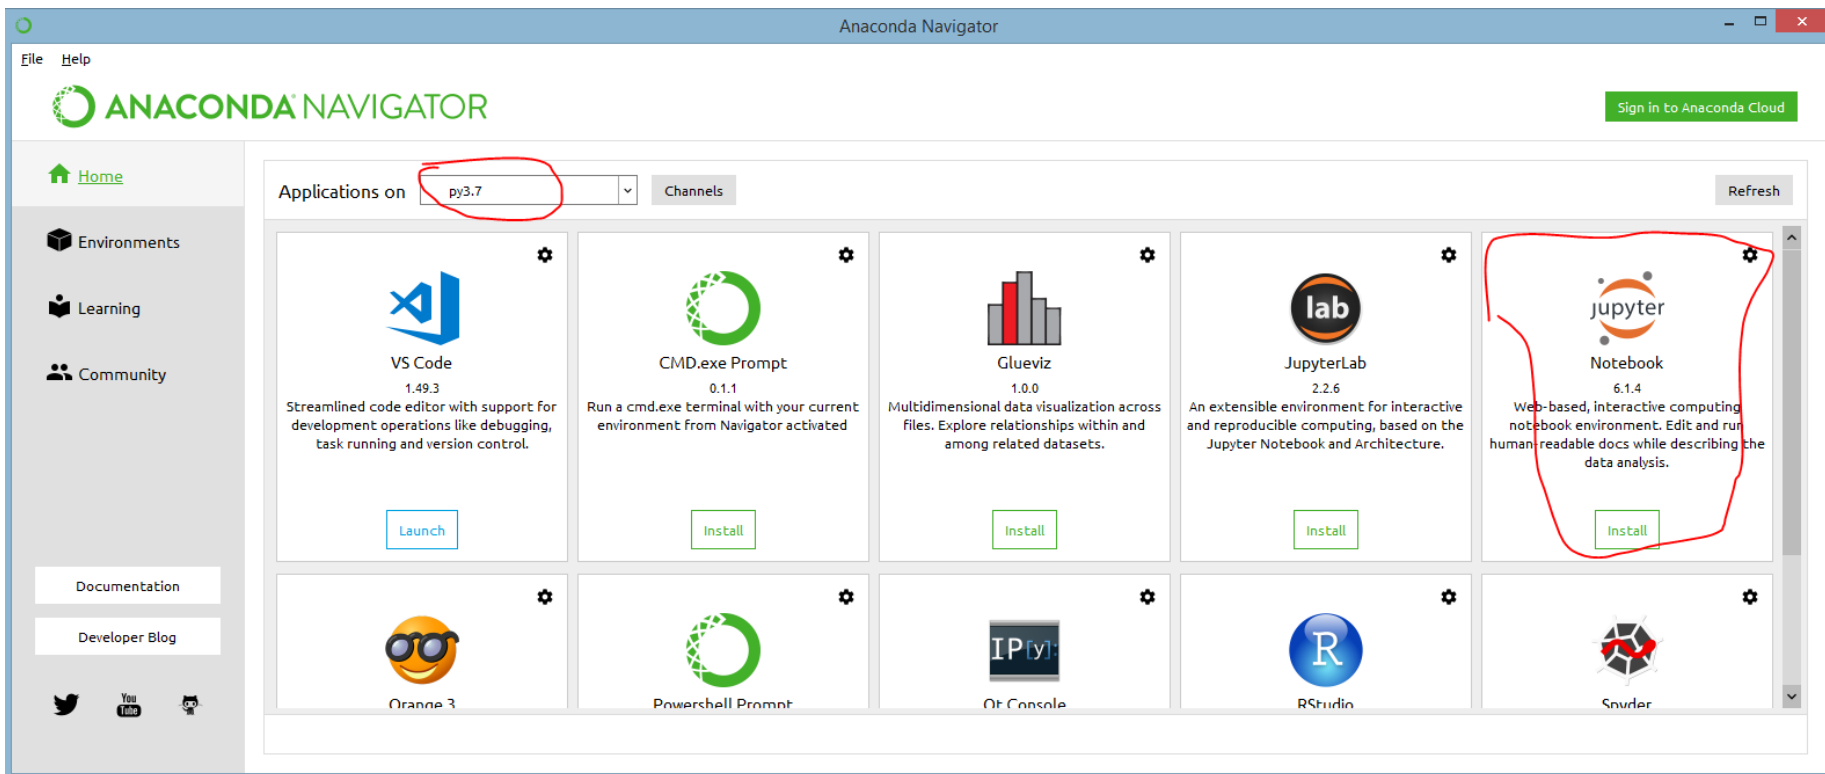 Anaconda Navigator
File Help
ANACONDA NAVIGATOR
Sign in to Anaconda Cloud
Home
Environments
Learning
Community
Documentation
Developer Blog
You
Tube
Applications on py3.7 Channels Refresh
VS Code
1.49.3
Streamlined code editor with support for
development operations like debugging,
task running and version control.
Launch
CMD.exe Prompt
0.1.1
Run a cmd.exe terminal with your current
environment from Navigator activated
Install
Glueviz
1.0.0
Multidimensional data visualization across
files. Explore relationships within and
among related datasets.
Install
lab
JupyterLab
2.2.6
An extensible environment for interactive
and reproducible computing, based on the
Jupyter Notebook and Architecture.
Install
jupyter
Notebook
6.1.4
Web-based, interactive computing
notebook environment. Edit and run
human-readable docs while describing the
data analysis.
Install
Orange 3
Powershell Prompt
IP[y]:
Qt Console
R
RStudio
Spyder